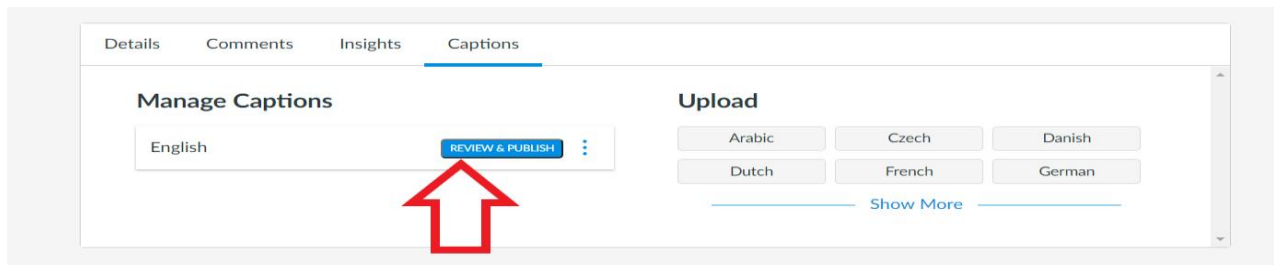 Details Comments Insights Captions
Manage Captions
English REVIEW & PUBLISH
Upload
Arabic Czech Danish
Dutch French German
Show More